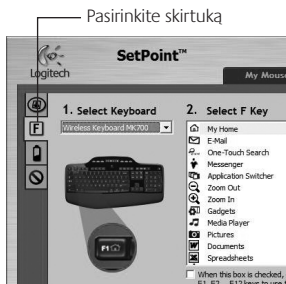 Pasirinkite skirtuką
Logitech
SetPoint™
My Mouse
1. Select Keyboard
2. Select F Key
Wireless Keyboard MK700
My Home
E-Mail
One-Touch Search
Messenger
Application Switcher
Zoom Out
Zoom In
Gadgets
Media Player
Pictures
Documents
Spreadsheets
F
F1
When this box is checked,
F1, F2 ... F12 keys to use